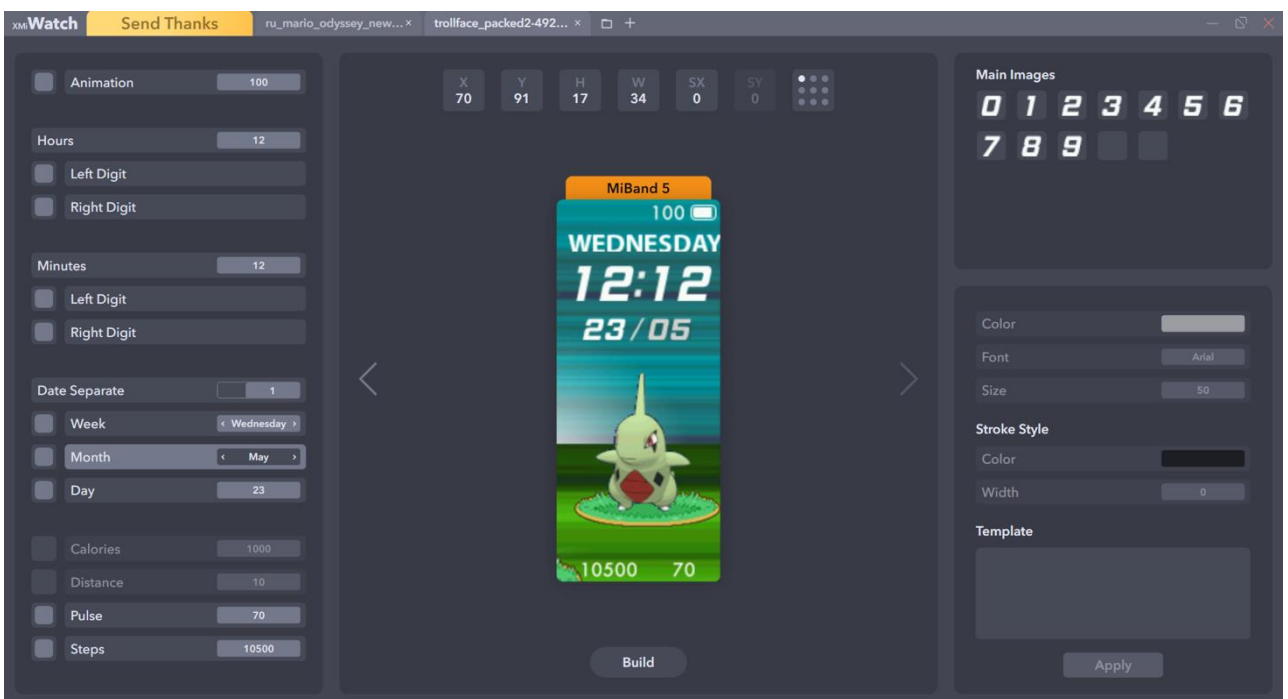 XMiWatch
Send Thanks
ru_mario_odyssey_new... ×
trollface_packed2-492... ×
+
Animation 100
Hours 12
Left Digit
Right Digit
Minutes 12
Left Digit
Right Digit
Date Separate 1
Week ‹ Wednesday ›
Month ‹ May ›
Day 23
Calories 1000
Distance 10
Pulse 70
Steps 10500
X Y H W SX SY
70 91 17 34 0 0
MiBand 5
100
WEDNESDAY
12:12
23/05
10500 70
Build
Main Images
0 1 2 3 4 5 6
7 8 9
Color
Font Arial
Size 50
Stroke Style
Color
Width 0
Template
Apply